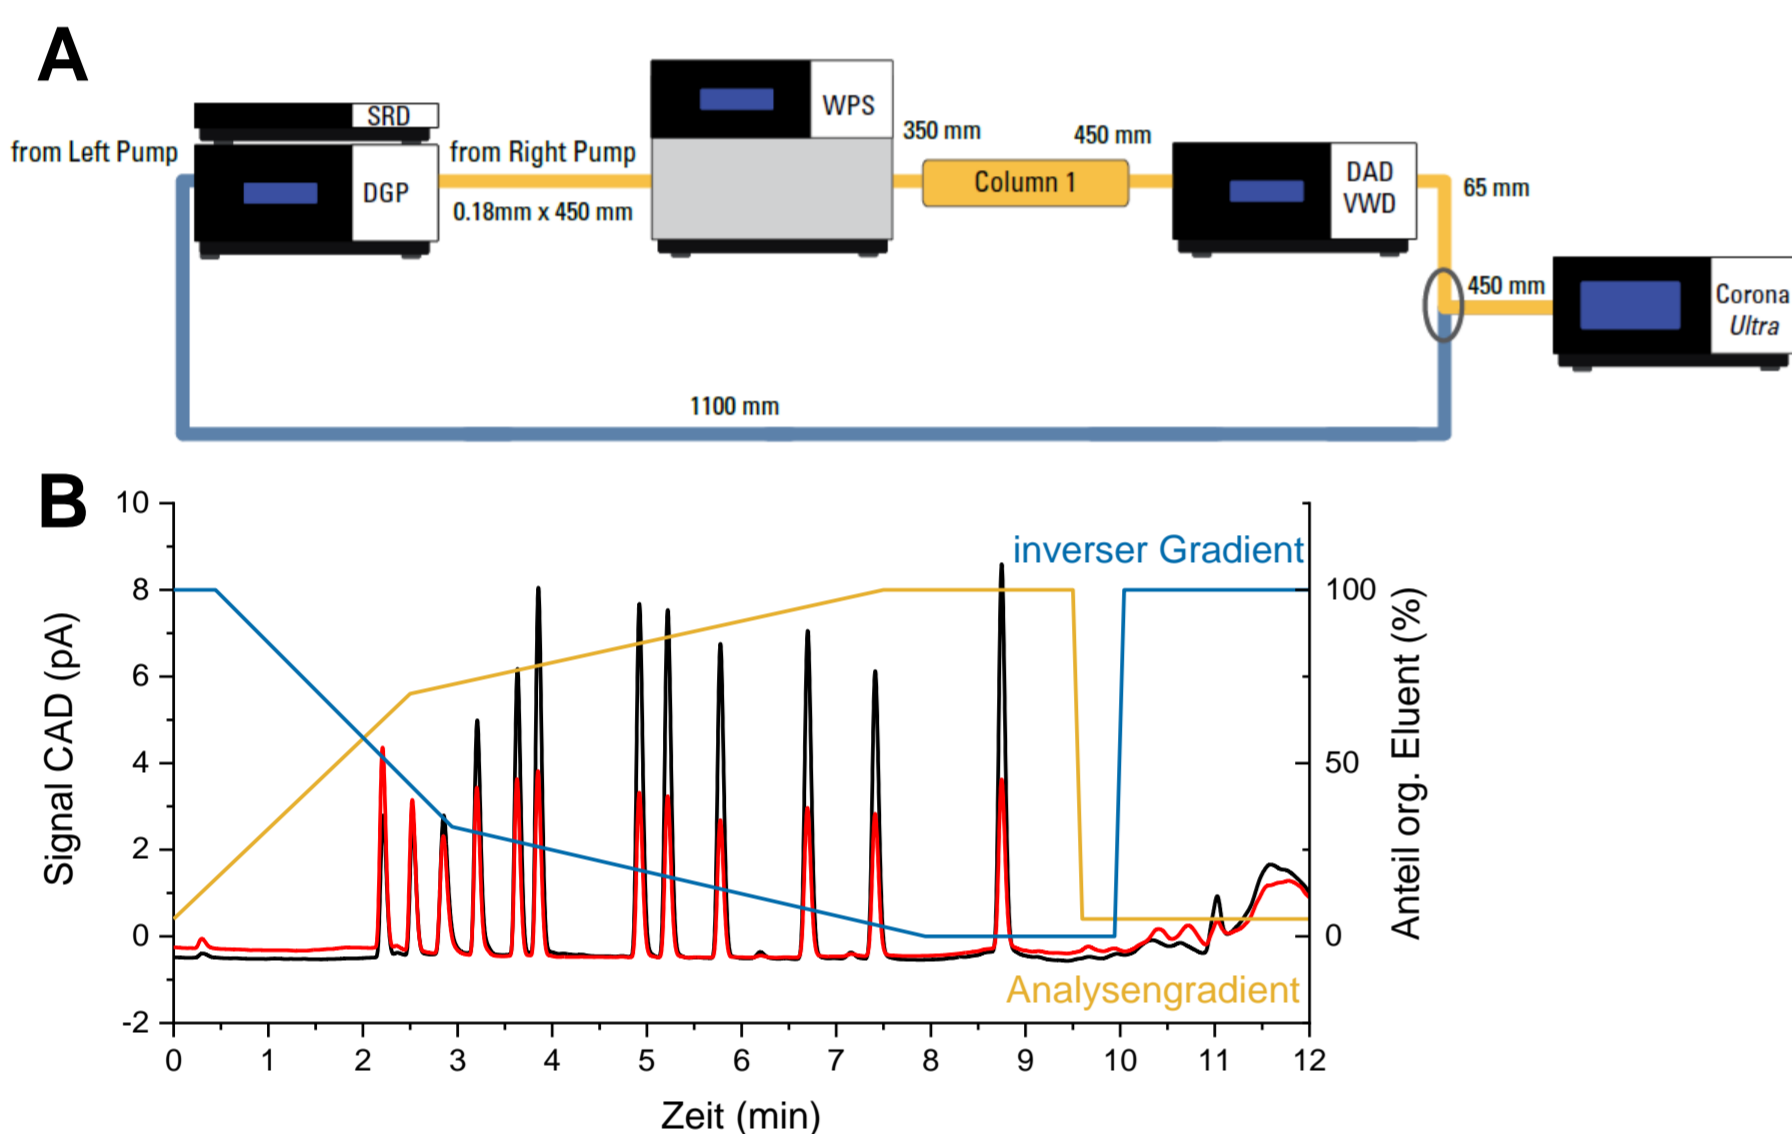 A
SRD
from Left Pump
DGP
from Right Pump
0.18mm x 450 mm
WPS
350 mm
Column 1
450 mm
DAD
VWD
65 mm
450 mm
Corona
Ultra
1100 mm
B
10
8
6
4
2
0
-2
Signal CAD (pA)
inverser Gradient
Analysengradient
100
50
0
Anteil org. Eluent (%)
0 1 2 3 4 5 6 7 8 9 10 11 12
Zeit (min)